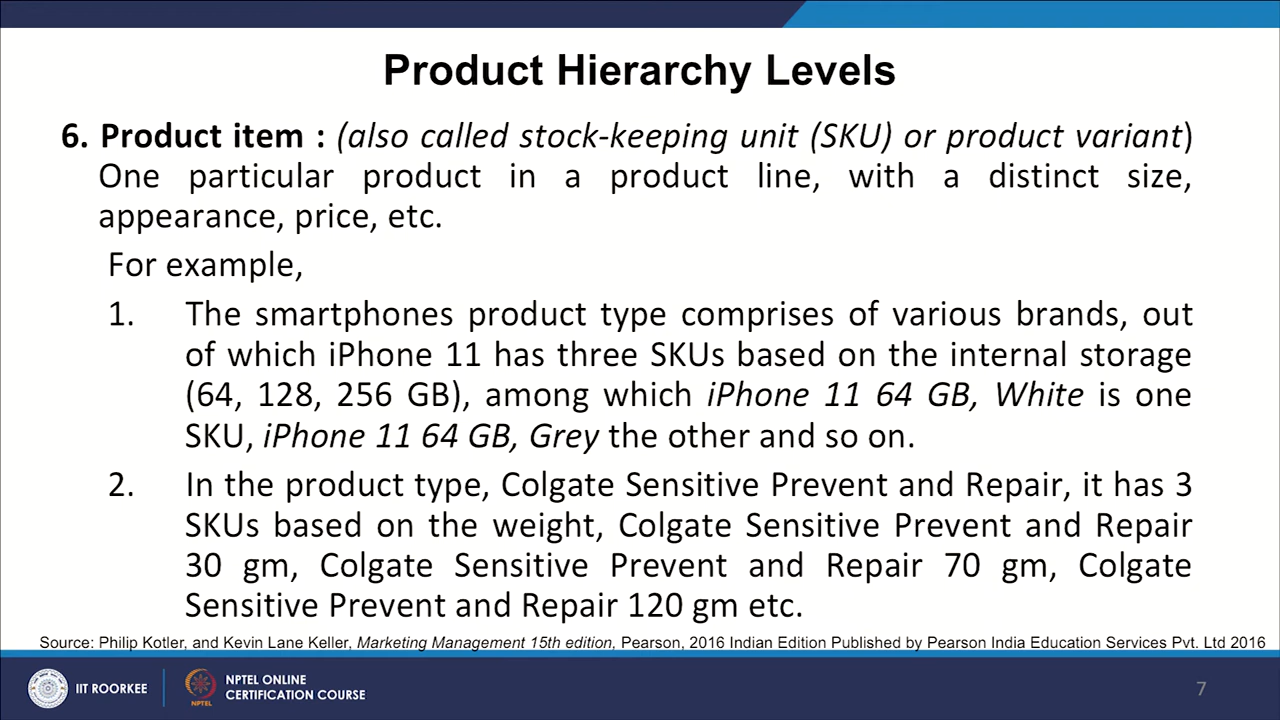 Product Hierarchy Levels
6. Product item : (also called stock-keeping unit (SKU) or product variant)
One particular product in a product line, with a distinct size,
appearance, price, etc.
For example,
1. The smartphones product type comprises of various brands, out
of which iPhone 11 has three SKUs based on the internal storage
(64, 128, 256 GB), among which iPhone 11 64 GB, White is one
SKU, iPhone 11 64 GB, Grey the other and so on.
2. In the product type, Colgate Sensitive Prevent and Repair, it has 3
SKUs based on the weight, Colgate Sensitive Prevent and Repair
30 gm, Colgate Sensitive Prevent and Repair 70 gm, Colgate
Sensitive Prevent and Repair 120 gm etc.
Source: Philip Kotler, and Kevin Lane Keller, Marketing Management 15th edition, Pearson, 2016 Indian Edition Published by Pearson India Education Services Pvt. Ltd 2016
IIT ROORKEE
NPTEL
NPTEL ONLINE
CERTIFICATION COURSE
7